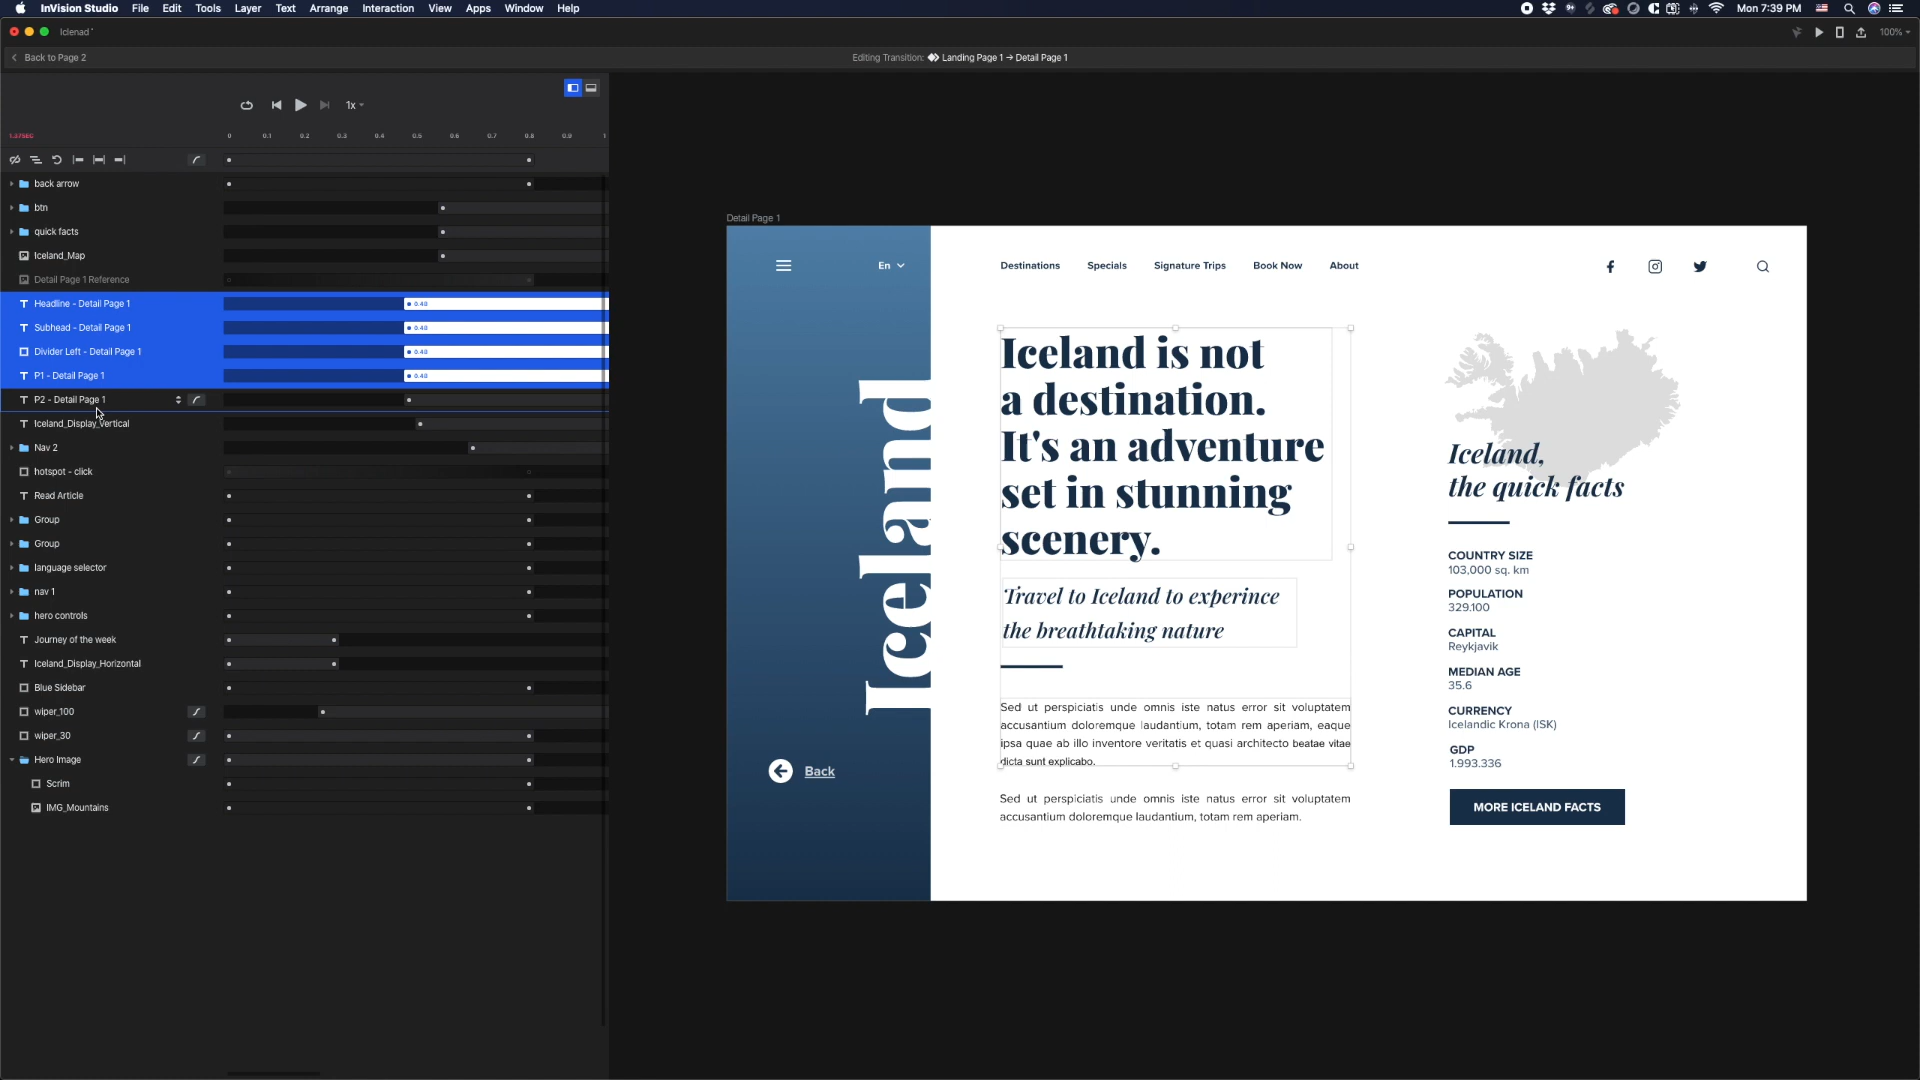 InVision Studio File Edit Tools Layer Text Arrange Interaction View Apps Window Help
Mon 7:39 PM
Iclenad
100%
Back to Page 2
Editing Transition: Landing Page 1 → Detail Page 1
1x
1.37SEC
0 0.1 0.2 0.3 0.4 0.5 0.6 0.7 0.8 0.9 1
back arrow
btn
quick facts
Iceland_Map
Detail Page 1 Reference
Headline - Detail Page 1 0.48
Subhead - Detail Page 1 0.48
Divider Left - Detail Page 1 0.48
P1 - Detail Page 1 0.48
P2 - Detail Page 1
Iceland_Display_Vertical
Nav 2
hotspot - click
Read Article
Group
Group
language selector
nav 1
hero controls
Journey of the week
Iceland_Display_Horizontal
Blue Sidebar
wiper_100
wiper_30
Hero Image
Scrim
IMG_Mountains
Detail Page 1
En
Destinations Specials Signature Trips Book Now About
Iceland
Back
Iceland is not
a destination.
It's an adventure
set in stunning
scenery.
Travel to Iceland to experince
the breathtaking nature
Sed ut perspiciatis unde omnis iste natus error sit voluptatem
accusantium doloremque laudantium, totam rem aperiam, eaque
ipsa quae ab illo inventore veritatis et quasi architecto beatae vitae
dicta sunt explicabo.
Sed ut perspiciatis unde omnis iste natus error sit voluptatem
accusantium doloremque laudantium, totam rem aperiam.
Iceland,
the quick facts
COUNTRY SIZE
103,000 sq. km
POPULATION
329.100
CAPITAL
Reykjavik
MEDIAN AGE
35.6
CURRENCY
Icelandic Krona (ISK)
GDP
1.993.336
MORE ICELAND FACTS